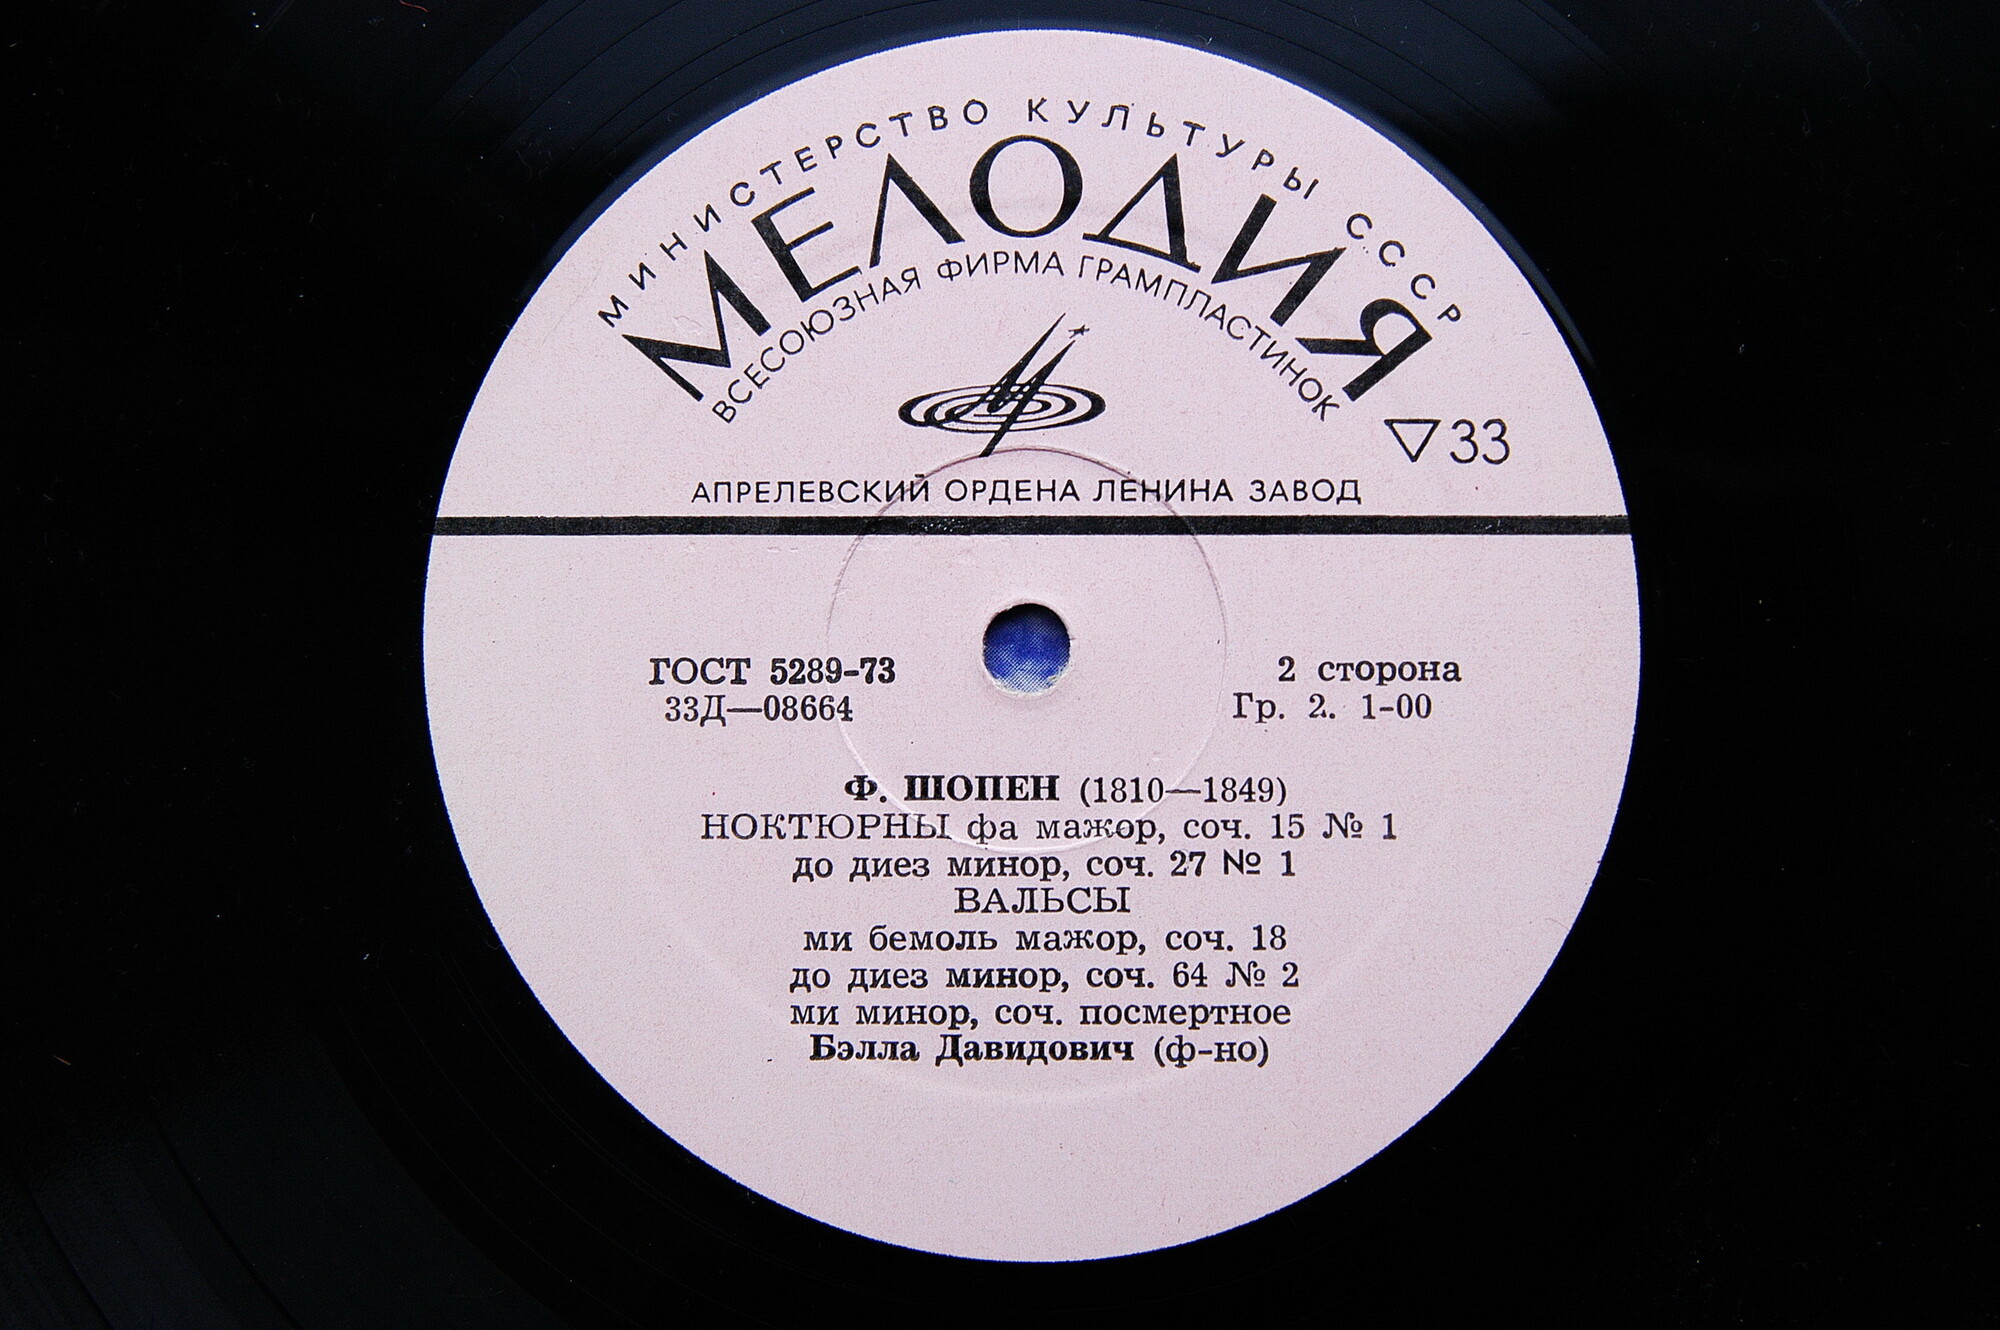 МИНИСТЕРСТВО КУЛЬТУРЫ СССР
МЕЛОДИЯ
ВСЕСОЮЗНАЯ ФИРМА ГРАМПЛАСТИНОК
▽33
АПРЕЛЕВСКИЙ ОРДЕНА ЛЕНИНА ЗАВОД
ГОСТ 5289-73
2 сторона
33Д—08664
Гр. 2. 1-00
Ф. ШОПЕН (1810—1849)
НОКТЮРНЫ фа мажор, соч. 15 № 1
до диез минор, соч. 27 № 1
ВАЛЬСЫ
ми бемоль мажор, соч. 18
до диез минор, соч. 64 № 2
ми минор, соч. посмертное
Бэлла Давидович (ф-но)